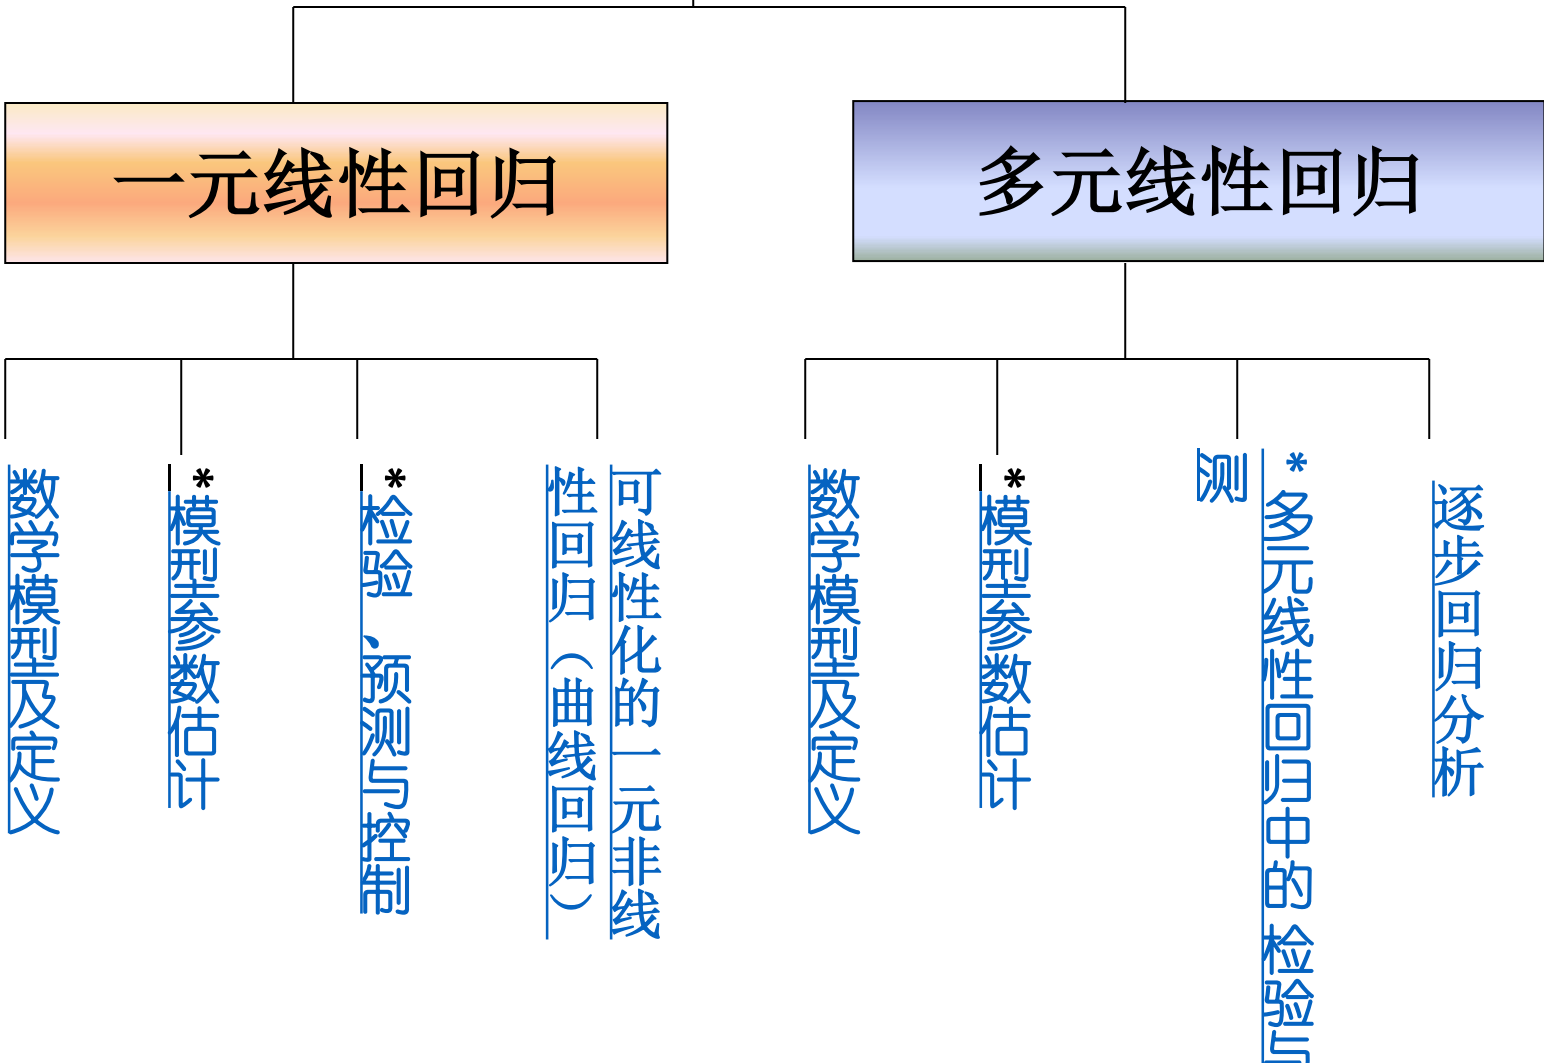 一元线性回归
多元线性回归
数学模型及定义
*模型参数估计
*检验、预测与控制
可线性化的一元非线
性回归（曲线回归）
数学模型及定义
*模型参数估计
*多元线性回归中的检验与
测
逐步回归分析